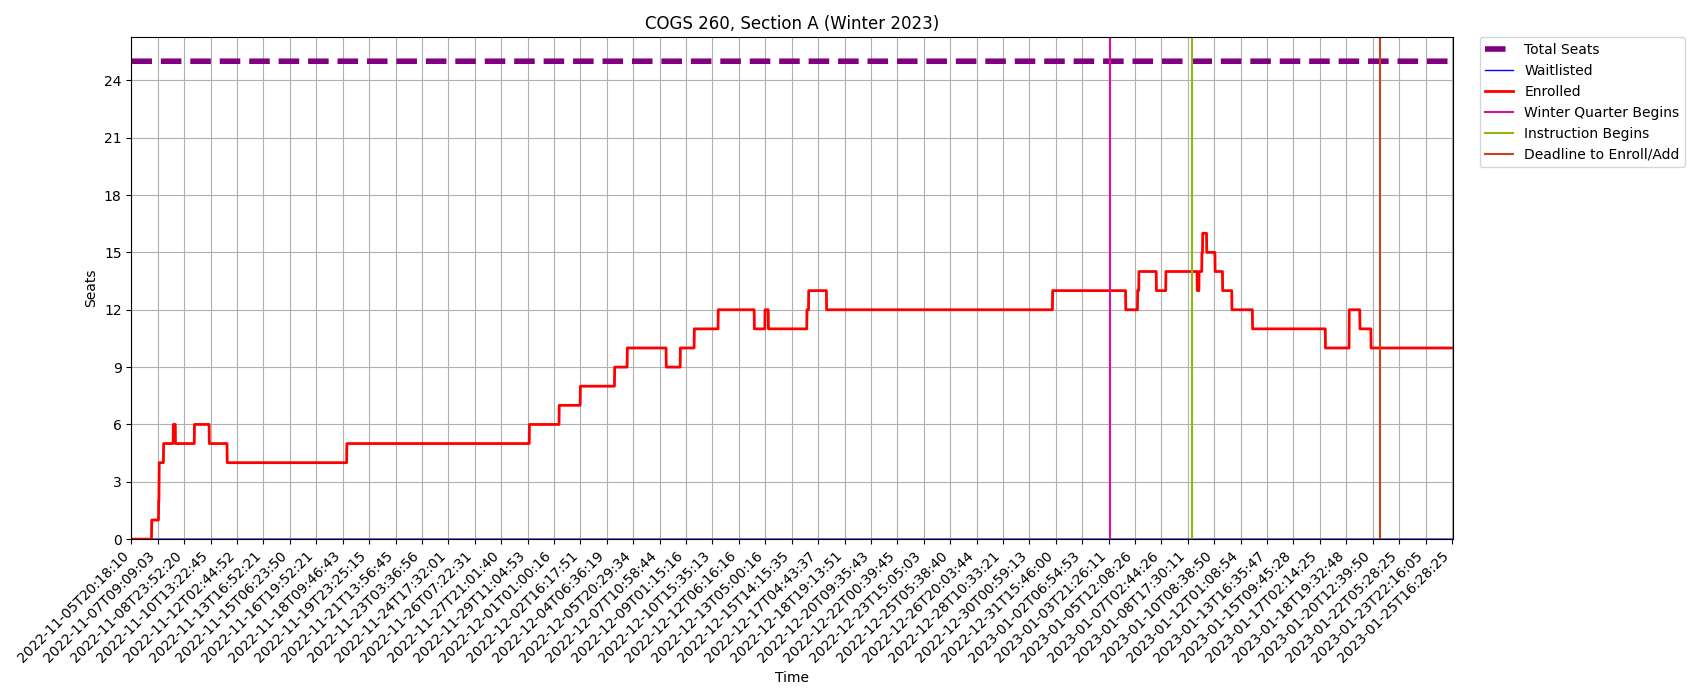 COGS 260, Section A (Winter 2023)
Total Seats
Waitlisted
Enrolled
Winter Quarter Begins
Instruction Begins
Deadline to Enroll/Add
Seats
24
21
18
15
12
9
6
3
0
2022-11-05T20:18:10
2022-11-07T09:09:03
2022-11-08T23:52:20
2022-11-10T13:22:45
2022-11-12T02:44:52
2022-11-13T16:52:21
2022-11-15T06:23:50
2022-11-16T19:52:21
2022-11-18T09:46:43
2022-11-19T23:25:15
2022-11-21T13:56:45
2022-11-23T03:36:56
2022-11-24T17:32:01
2022-11-26T07:22:31
2022-11-27T21:01:40
2022-11-29T11:04:53
2022-12-01T01:00:16
2022-12-02T16:17:51
2022-12-04T06:36:19
2022-12-05T20:29:34
2022-12-07T10:58:44
2022-12-09T01:15:16
2022-12-10T15:35:13
2022-12-12T06:16:16
2022-12-13T05:00:16
2022-12-15T14:15:35
2022-12-17T04:43:37
2022-12-18T19:13:51
2022-12-20T09:35:43
2022-12-22T00:39:45
2022-12-23T15:05:03
2022-12-25T05:38:40
2022-12-26T20:03:44
2022-12-28T10:33:21
2022-12-30T00:59:13
2022-12-31T15:46:00
2023-01-02T06:54:53
2023-01-03T21:26:11
2023-01-05T12:08:26
2023-01-07T02:44:26
2023-01-08T17:30:11
2023-01-10T08:38:50
2023-01-12T01:08:54
2023-01-13T16:35:47
2023-01-15T09:45:28
2023-01-17T02:14:25
2023-01-18T19:32:48
2023-01-20T12:39:50
2023-01-22T05:28:25
2023-01-23T22:16:05
2023-01-25T16:28:25
Time